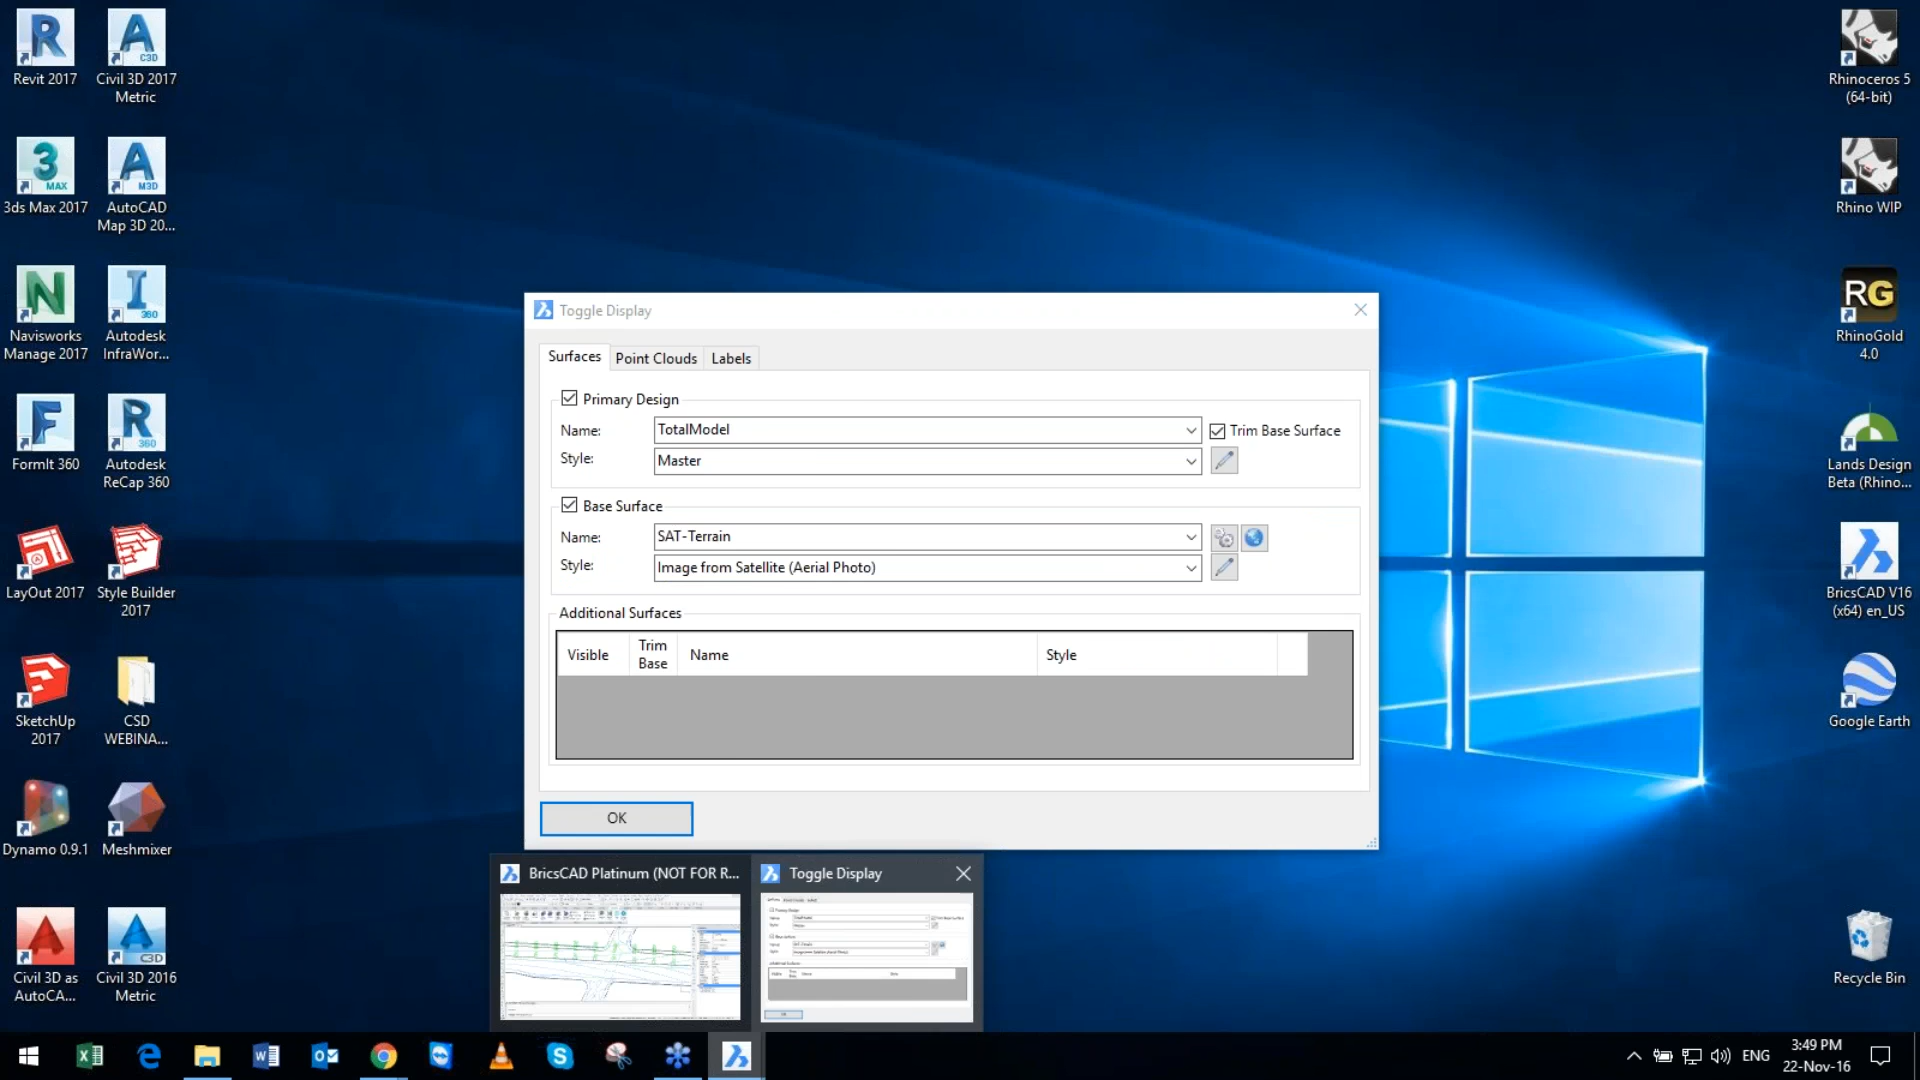 Revit 2017
Civil 3D 2017
Metric
3ds Max 2017
AutoCAD
Map 3D 20...
Navisworks
Manage 2017
Autodesk
InfraWor...
FormIt 360
Autodesk
ReCap 360
LayOut 2017
Style Builder
2017
SketchUp
2017
CSD
WEBINA...
Dynamo 0.9.1
Meshmixer
Civil 3D as
AutoCA...
Civil 3D 2016
Metric
Toggle Display
Surfaces
Point Clouds
Labels
Primary Design
Name:
TotalModel
Trim Base Surface
Style:
Master
Base Surface
Name:
SAT-Terrain
Style:
Image from Satellite (Aerial Photo)
Additional Surfaces
Visible
Trim
Base
Name
Style
OK
BricsCAD Platinum (NOT FOR R...
Toggle Display
Rhinoceros 5
(64-bit)
Rhino WIP
RG
RhinoGold
4.0
Lands Design
Beta (Rhino...
BricsCAD V16
(x64) en_US
Google Earth
Recycle Bin
ENG
3:49 PM
22-Nov-16